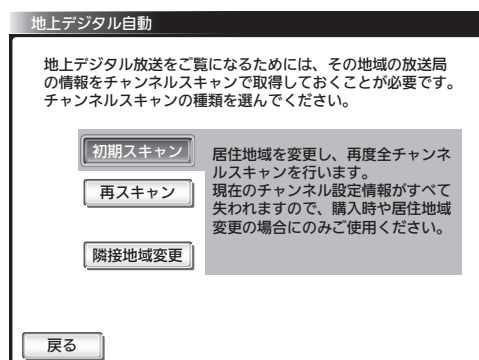 地上デジタル自動
地上デジタル放送をご覧になるためには、その地域の放送局
の情報をチャンネルスキャンで取得しておくことが必要です。
チャンネルスキャンの種類を選んでください。
初期スキャン
居住地域を変更し、再度全チャンネ
ルスキャンを行います。
再スキャン
現在のチャンネル設定情報がすべて
失われますので、購入時や居住地域
変更の場合にのみご使用ください。
隣接地域変更
戻る